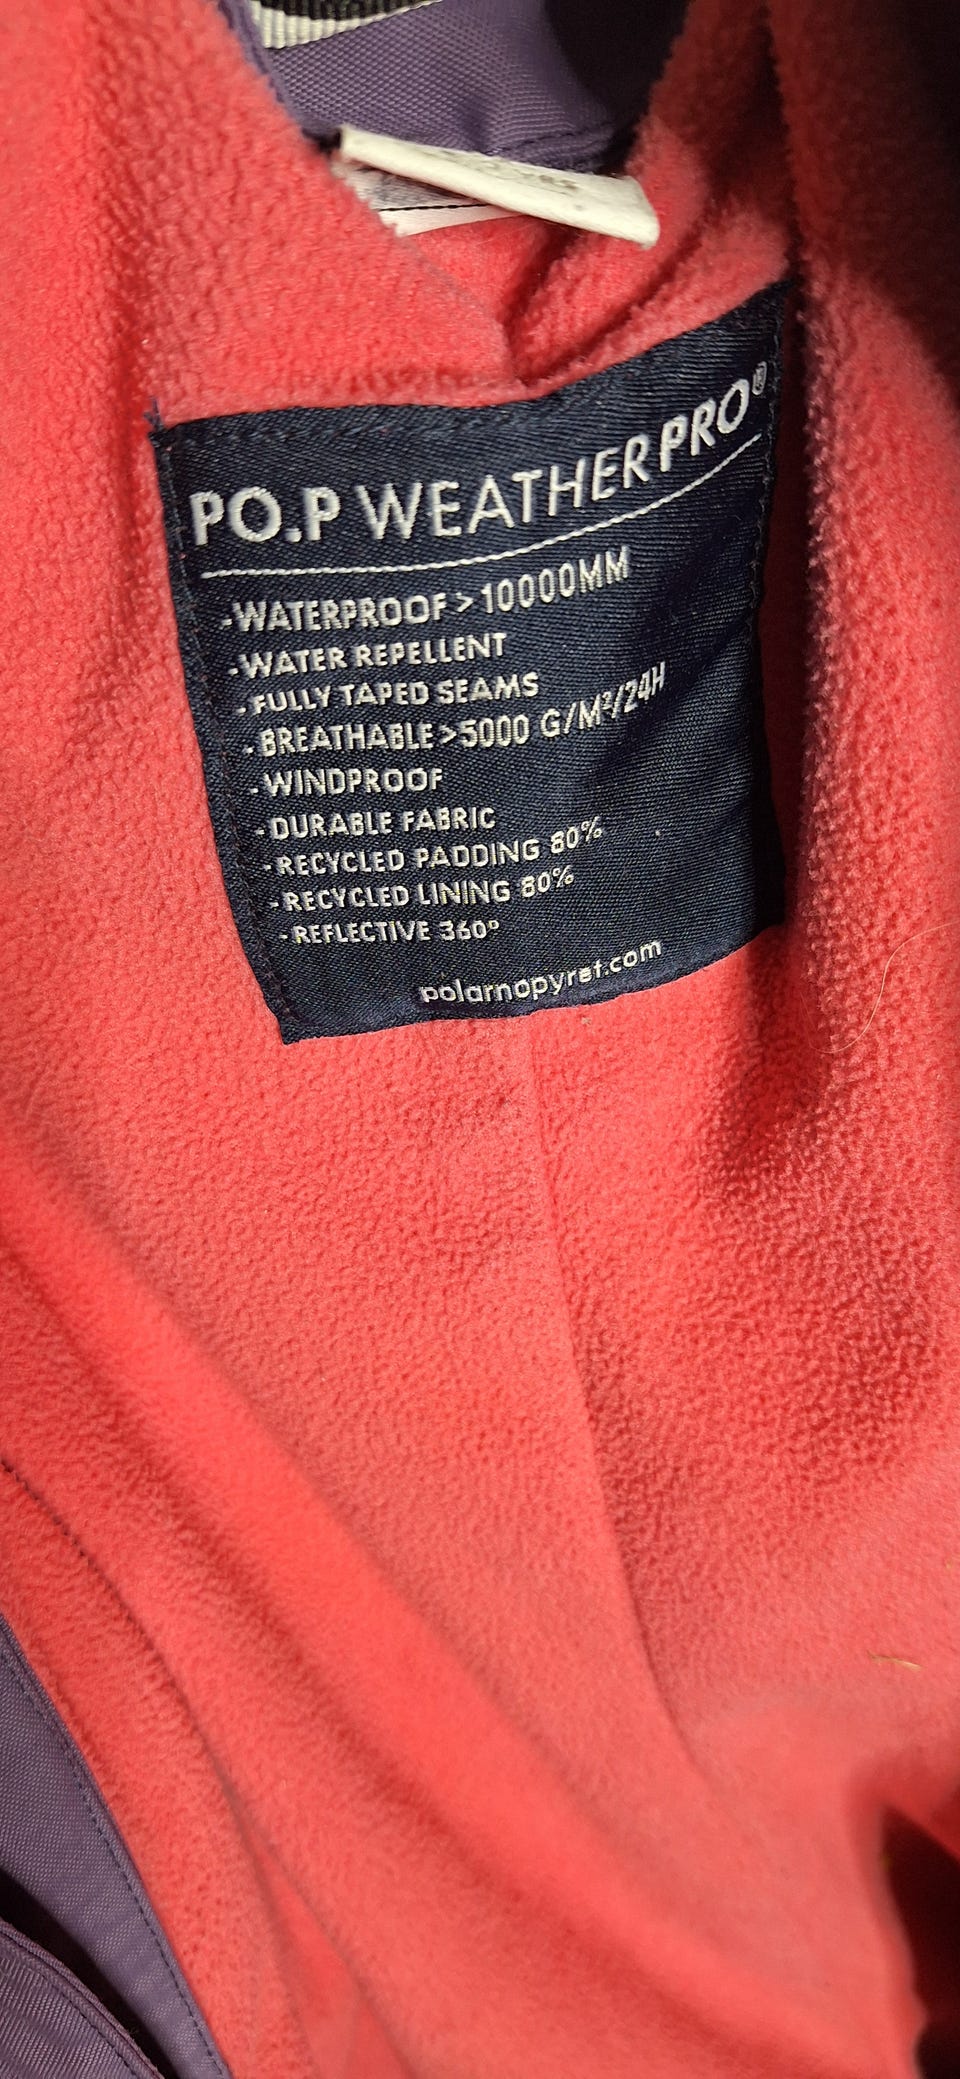 PO.P WEATHERPRO®
-WATERPROOF>10000MM
-WATER REPELLENT
-FULLY TAPED SEAMS
-BREATHABLE>5000 G/M²/24H
-WINDPROOF
-DURABLE FABRIC
-RECYCLED PADDING 80%
-RECYCLED LINING 80%
-REFLECTIVE 360°
polarnopyret.com